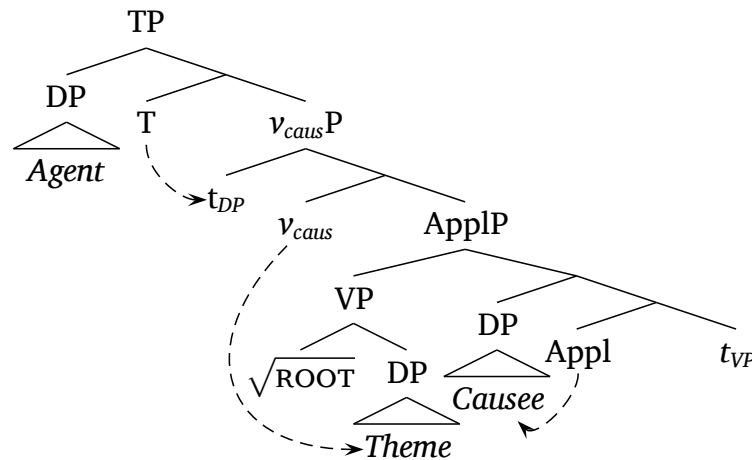 TP
DP
T
v_caus P
Agent
t_DP
v_caus
ApplP
VP
DP
Appl
t_VP
√ROOT
DP
Causee
Theme